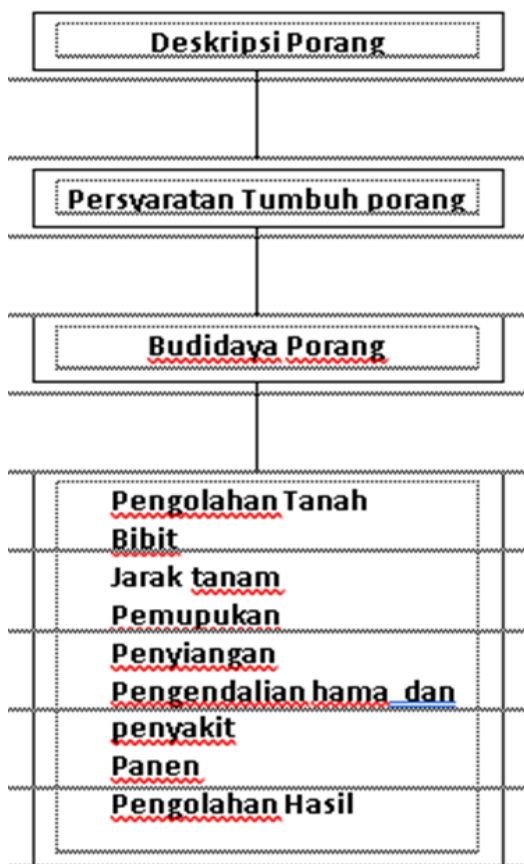 Deskripsi Porang
Persyaratan Tumbuh porang
Budidaya Porang
Pengolahan Tanah
Bibit
Jarak tanam
Pemupukan
Penyiangan
Pengendalian hama dan
penyakit
Panen
Pengolahan Hasil